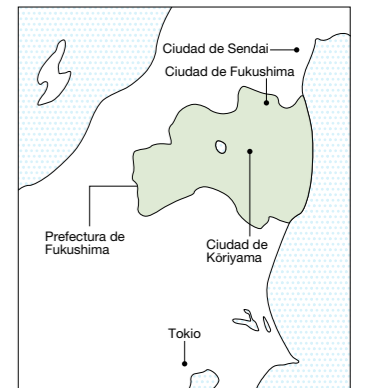 Ciudad de Sendai
Ciudad de Fukushima
Prefectura de
Fukushima
Ciudad de
Kōriyama
Tokio